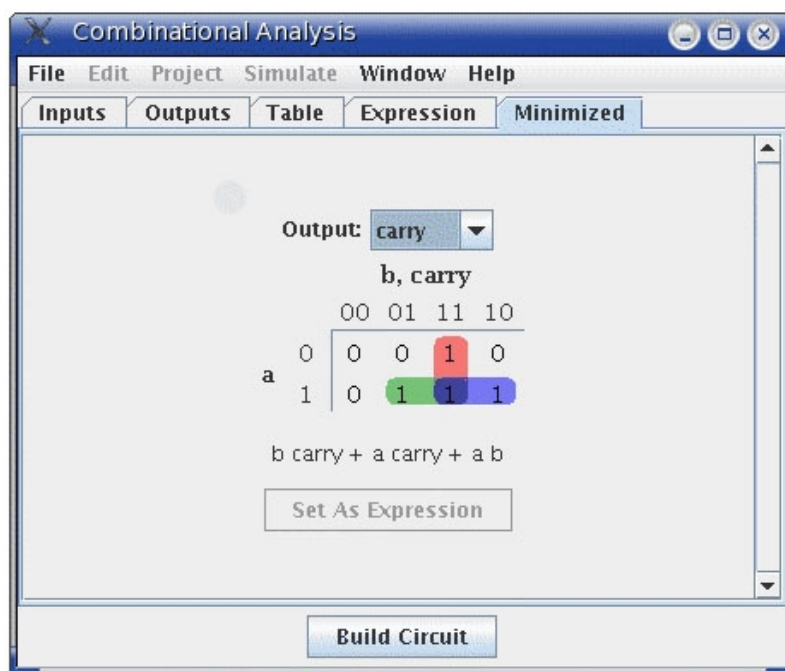 Combinational Analysis
File Edit Project Simulate Window Help
Inputs Outputs Table Expression Minimized
Output: carry
b, carry
00 01 11 10
0 0 0 1 0
a
1 0 1 1 1
b carry + a carry + a b
Set As Expression
Build Circuit